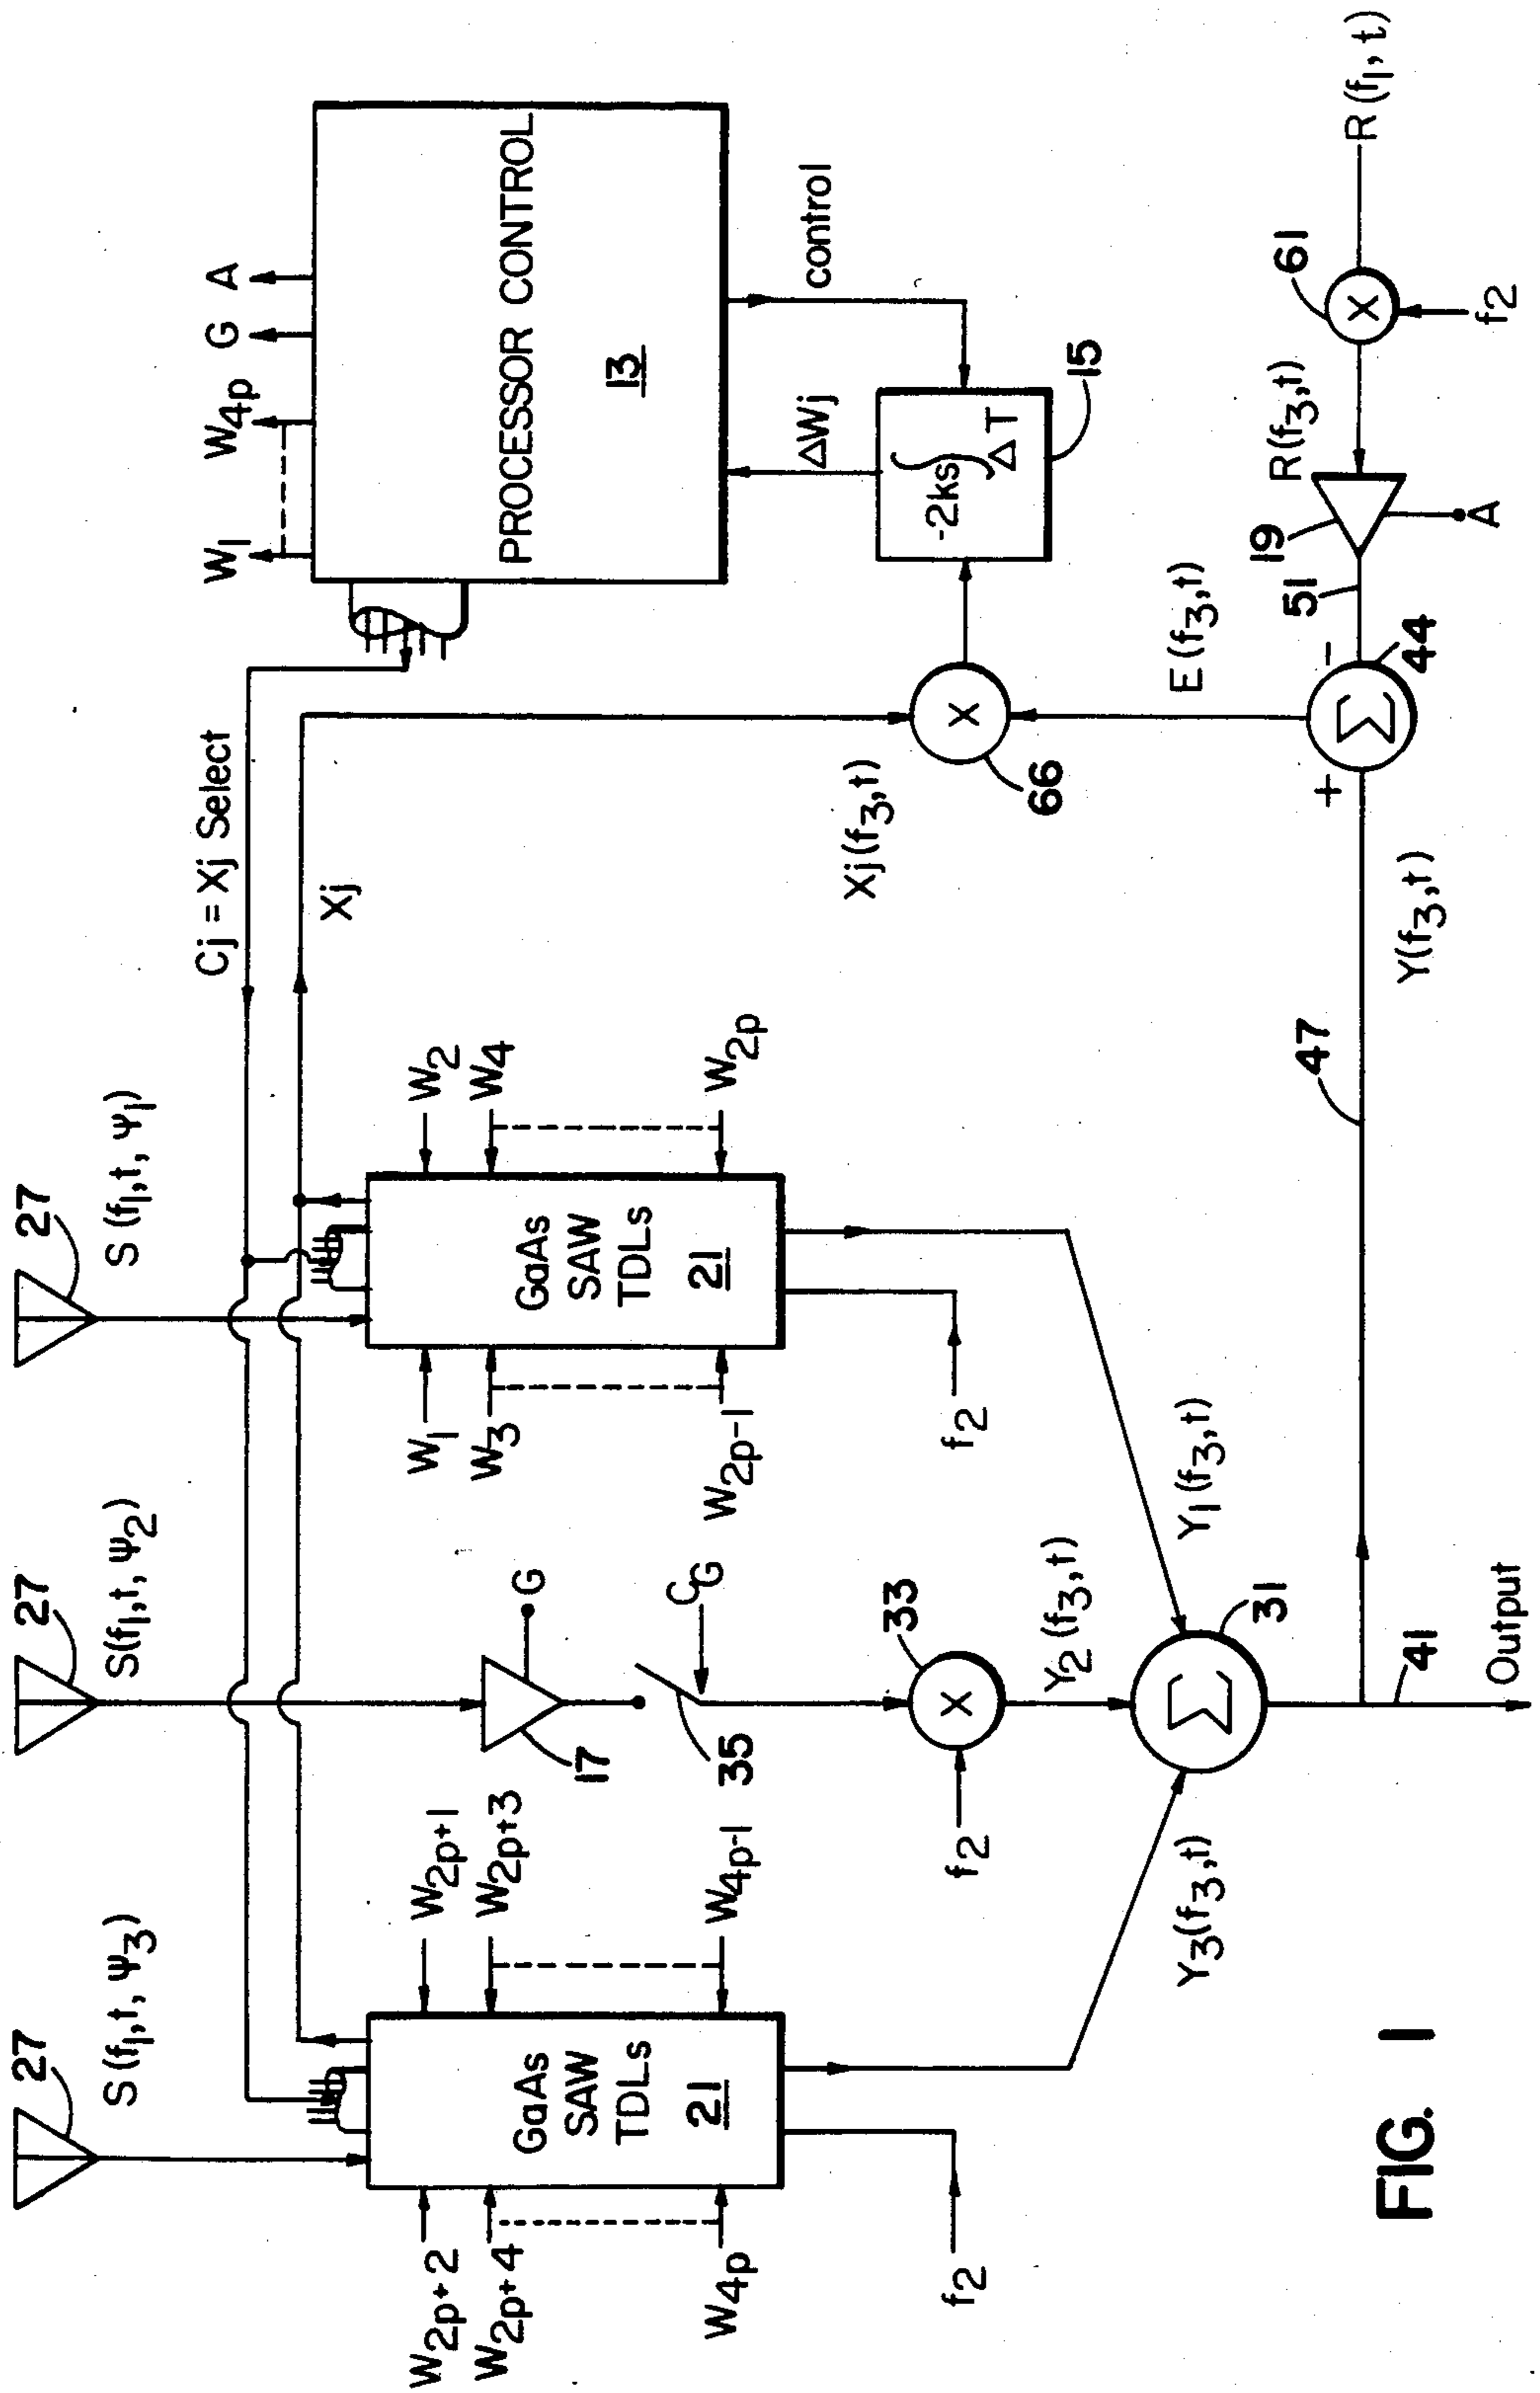 27
S(f1,t, ψ3)
27
S(f1,t, ψ2)
27
S (f1,t, ψ1)
Cj = Xj Select
Xj
W1
W4p
G
A
PROCESSOR CONTROL
13
W2p+2
W2p+4
W4p
GaAs
SAW
TDLs
21
W2p+1
W2p+3
W4p-1
f2
17
G
35
CG
33
X
f2
W1
W3
W2p-1
GaAs
SAW
TDLs
21
W2
W4
W2p
f2
Xj(f3,t)
X
66
-2ks ∫ΔT
15
ΔWj
control
Y3(f3,t)
Y2(f3,t)
Y1(f3,t)
Σ
31
41
Output
47
Y(f3,t)
+
Σ
-
44
E(f3,t)
51
19
A
R(f3,t)
X
61
f2
R(f1, t)
FIG. 1